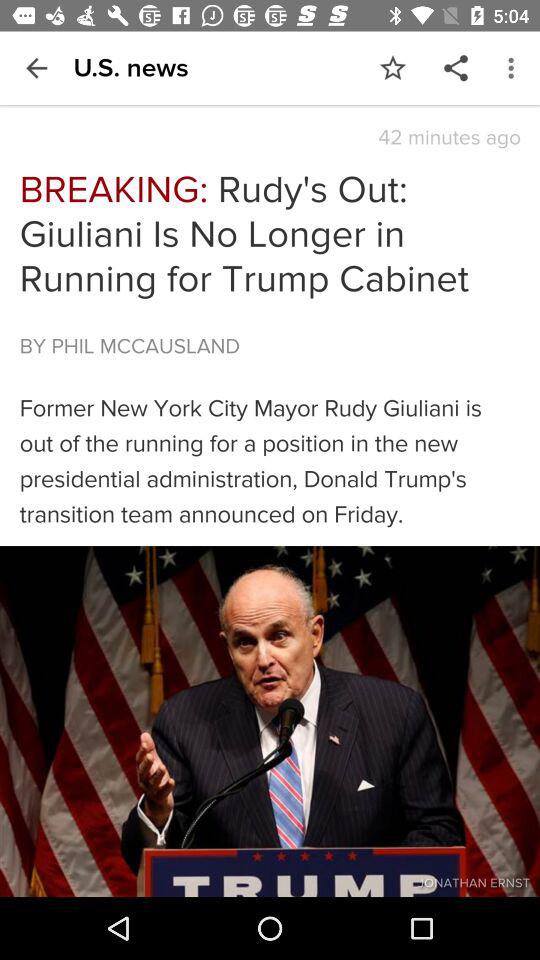 5:04
U.S. news
42 minutes ago
BREAKING: Rudy's Out:
Giuliani Is No Longer in
Running for Trump Cabinet
BY PHIL MCCAUSLAND
Former New York City Mayor Rudy Giuliani is
out of the running for a position in the new
presidential administration, Donald Trump's
transition team announced on Friday.
TRUMP
JONATHAN ERNST